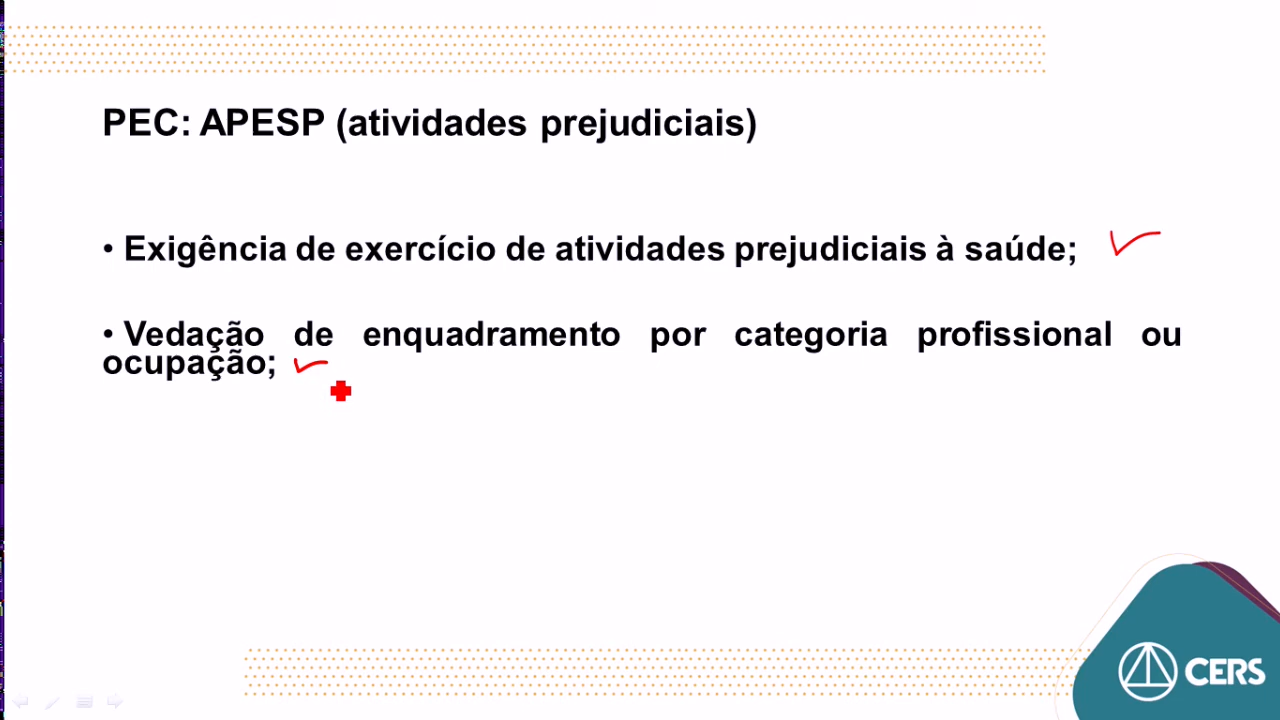 PEC: APESP (atividades prejudiciais)
• Exigência de exercício de atividades prejudiciais à saúde;
• Vedação de enquadramento por categoria profissional ou
ocupação;
CERS